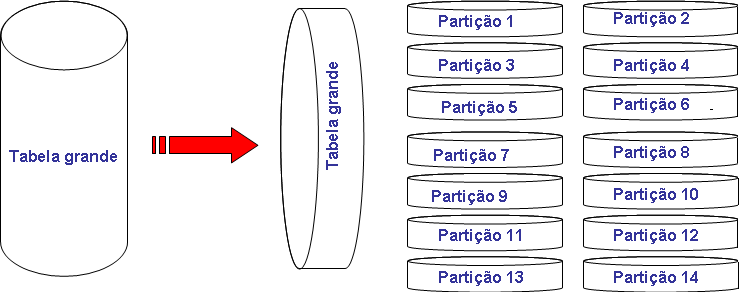 Tabela grande
Tabela grande
Partição 1
Partição 2
Partição 3
Partição 4
Partição 5
Partição 6
Partição 7
Partição 8
Partição 9
Partição 10
Partição 11
Partição 12
Partição 13
Partição 14